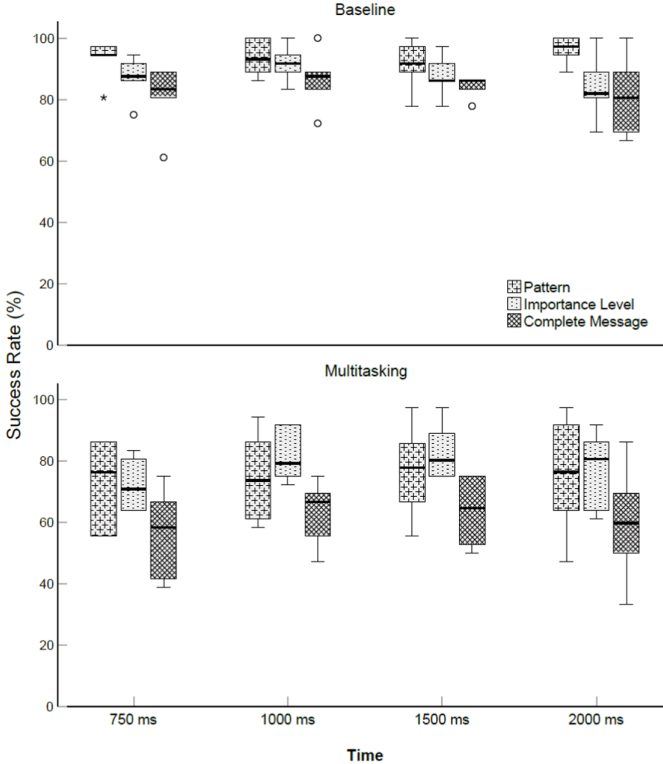 Baseline
100
80
60
40
20
0
Pattern
Importance Level
Complete Message
Success Rate (%)
Multitasking
100
80
60
40
20
0
750 ms 1000 ms 1500 ms 2000 ms
Time